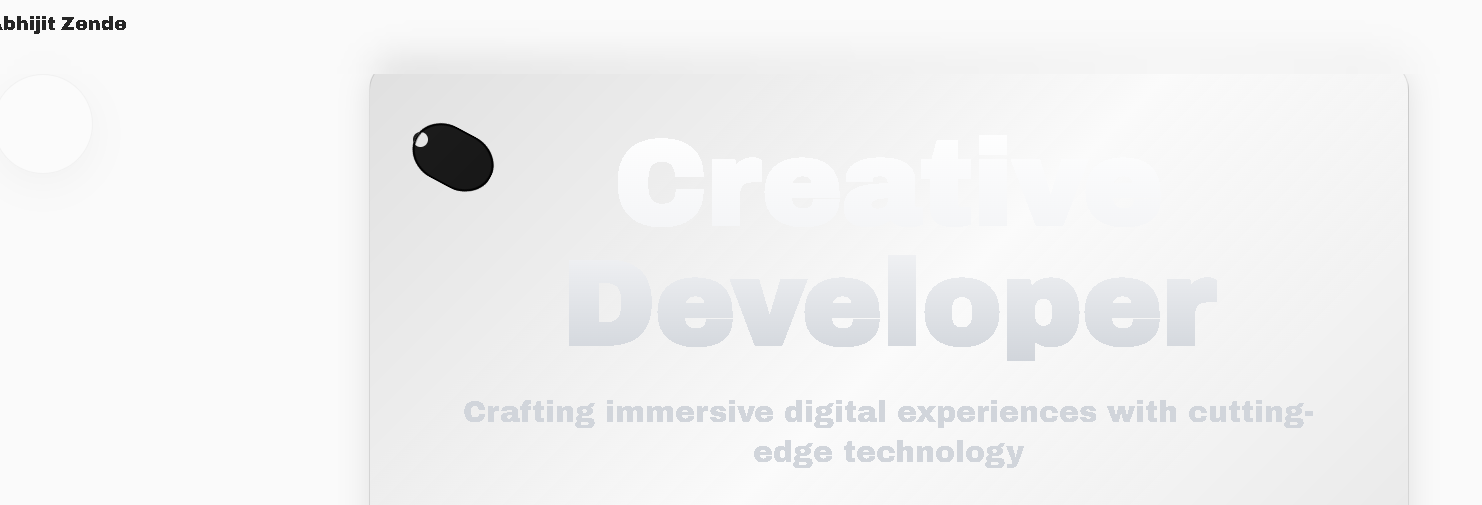 Abhijit Zende
Creative
Developer
Crafting immersive digital experiences with cutting-
edge technology